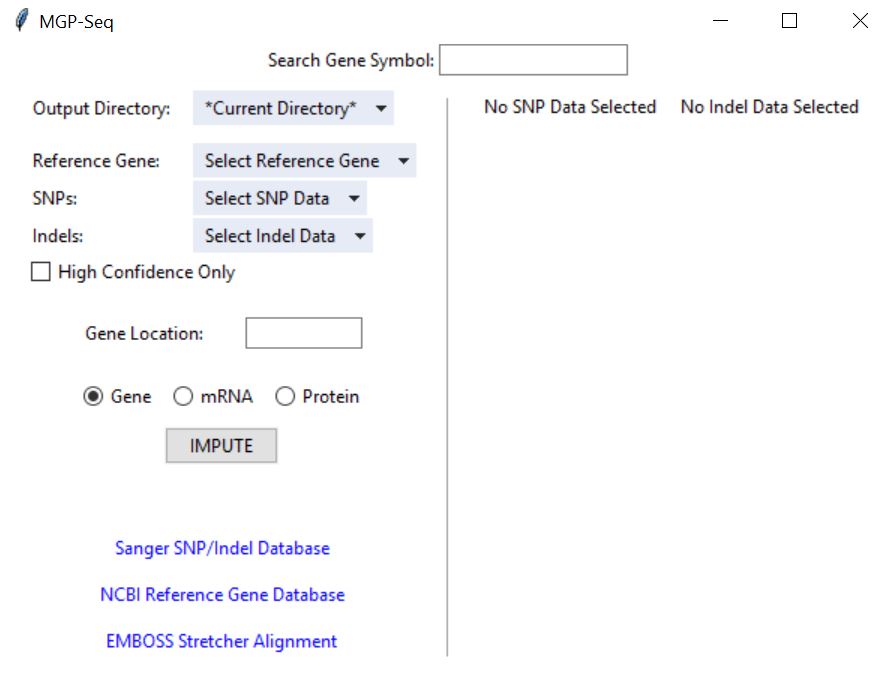 MGP-Seq
Search Gene Symbol:
Output Directory: *Current Directory*
No SNP Data Selected No Indel Data Selected
Reference Gene: Select Reference Gene
SNPs: Select SNP Data
Indels: Select Indel Data
High Confidence Only
Gene Location:
Gene mRNA Protein
IMPUTE
Sanger SNP/Indel Database
NCBI Reference Gene Database
EMBOSS Stretcher Alignment